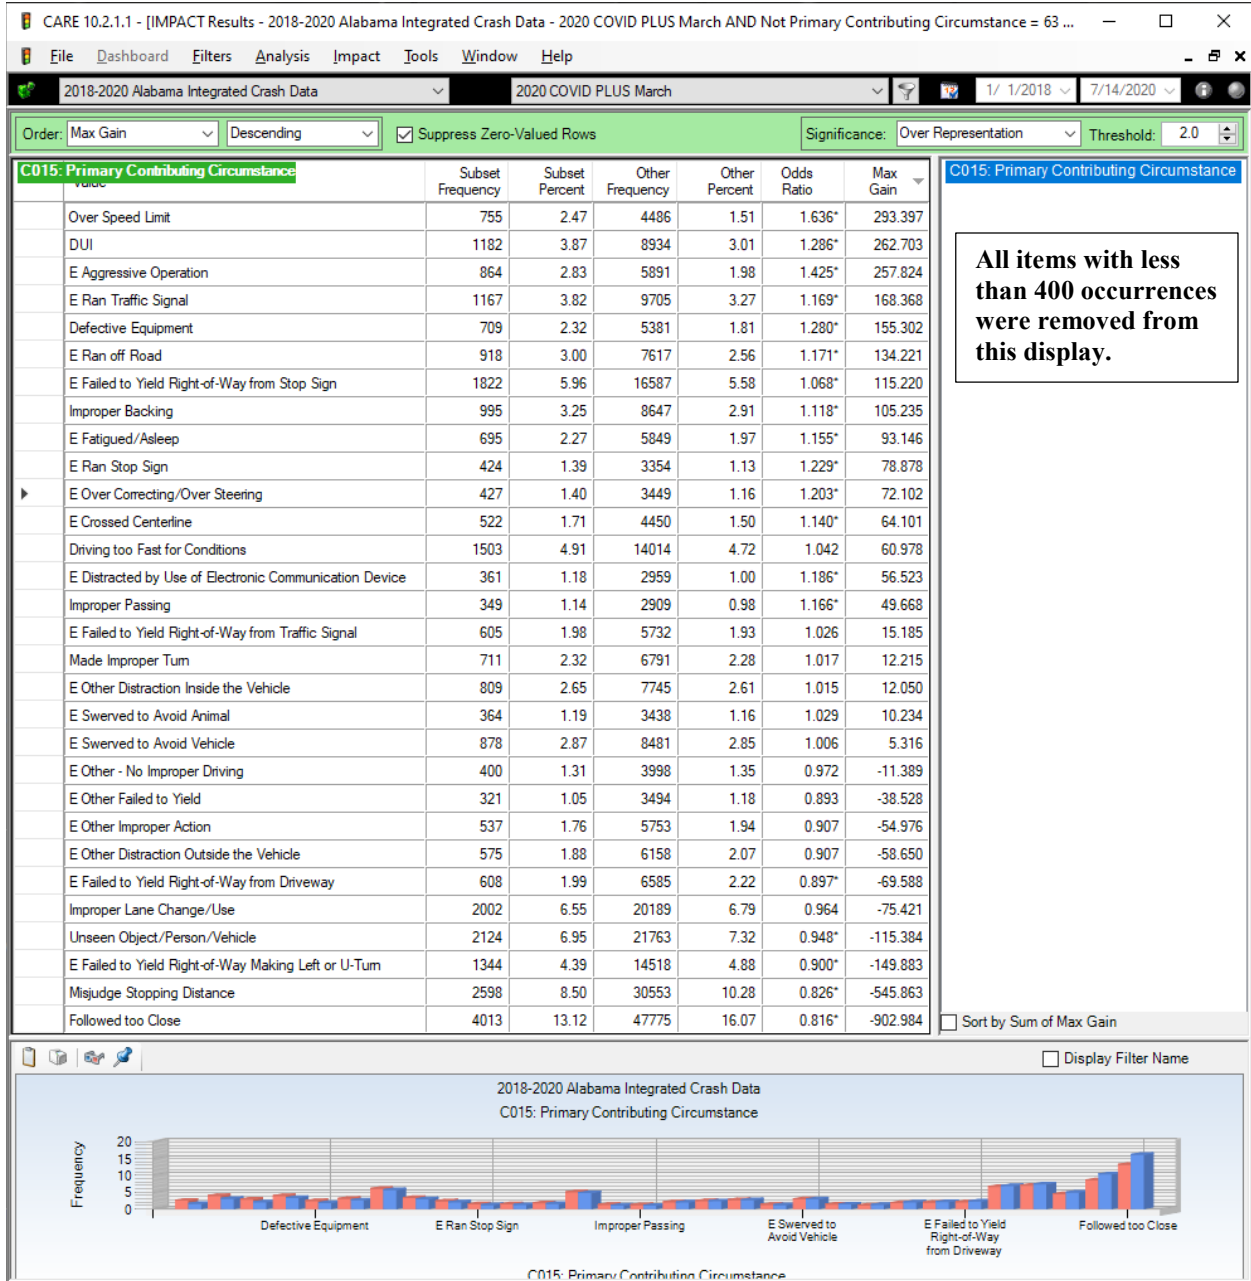 CARE 10.2.1.1 - [IMPACT Results - 2018-2020 Alabama Integrated Crash Data - 2020 COVID PLUS March AND Not Primary Contributing Circumstance = 63 ...
File Dashboard Filters Analysis Impact Tools Window Help
2018-2020 Alabama Integrated Crash Data 2020 COVID PLUS March 1/ 1/2018 7/14/2020
Order: Max Gain Descending Suppress Zero-Valued Rows Significance: Over Representation Threshold: 2.0
C015: Primary Contributing Circumstance
Subset Frequency Subset Percent Other Frequency Other Percent Odds Ratio Max Gain
Over Speed Limit 755 2.47 4486 1.51 1.636* 293.397
DUI 1182 3.87 8934 3.01 1.286* 262.703
E Aggressive Operation 864 2.83 5891 1.98 1.425* 257.824
E Ran Traffic Signal 1167 3.82 9705 3.27 1.169* 168.368
Defective Equipment 709 2.32 5381 1.81 1.280* 155.302
E Ran off Road 918 3.00 7617 2.56 1.171* 134.221
E Failed to Yield Right-of-Way from Stop Sign 1822 5.96 16587 5.58 1.068* 115.220
Improper Backing 995 3.25 8647 2.91 1.118* 105.235
E Fatigued/Asleep 695 2.27 5849 1.97 1.155* 93.146
E Ran Stop Sign 424 1.39 3354 1.13 1.229* 78.878
E Over Correcting/Over Steering 427 1.40 3449 1.16 1.203* 72.102
E Crossed Centerline 522 1.71 4450 1.50 1.140* 64.101
Driving too Fast for Conditions 1503 4.91 14014 4.72 1.042 60.978
E Distracted by Use of Electronic Communication Device 361 1.18 2959 1.00 1.186* 56.523
Improper Passing 349 1.14 2909 0.98 1.166* 49.668
E Failed to Yield Right-of-Way from Traffic Signal 605 1.98 5732 1.93 1.026 15.185
Made Improper Turn 711 2.32 6791 2.28 1.017 12.215
E Other Distraction Inside the Vehicle 809 2.65 7745 2.61 1.015 12.050
E Swerved to Avoid Animal 364 1.19 3438 1.16 1.029 10.234
E Swerved to Avoid Vehicle 878 2.87 8481 2.85 1.006 5.316
E Other - No Improper Driving 400 1.31 3998 1.35 0.972 -11.389
E Other Failed to Yield 321 1.05 3494 1.18 0.893 -38.528
E Other Improper Action 537 1.76 5753 1.94 0.907 -54.976
E Other Distraction Outside the Vehicle 575 1.88 6158 2.07 0.907 -58.650
E Failed to Yield Right-of-Way from Driveway 608 1.99 6585 2.22 0.897* -69.588
Improper Lane Change/Use 2002 6.55 20189 6.79 0.964 -75.421
Unseen Object/Person/Vehicle 2124 6.95 21763 7.32 0.948* -115.384
E Failed to Yield Right-of-Way Making Left or U-Turn 1344 4.39 14518 4.88 0.900* -149.883
Misjudge Stopping Distance 2598 8.50 30553 10.28 0.826* -545.863
Followed too Close 4013 13.12 47775 16.07 0.816* -902.984
C015: Primary Contributing Circumstance
All items with less
than 400 occurrences
were removed from
this display.
Sort by Sum of Max Gain
Display Filter Name
2018-2020 Alabama Integrated Crash Data
C015: Primary Contributing Circumstance
Frequency
20
15
10
5
0
Defective Equipment
E Ran Stop Sign
Improper Passing
E Swerved to
Avoid Vehicle
E Failed to Yield
Right-of-Way
from Driveway
Followed too Close
C015: Primary Contributing Circumstance